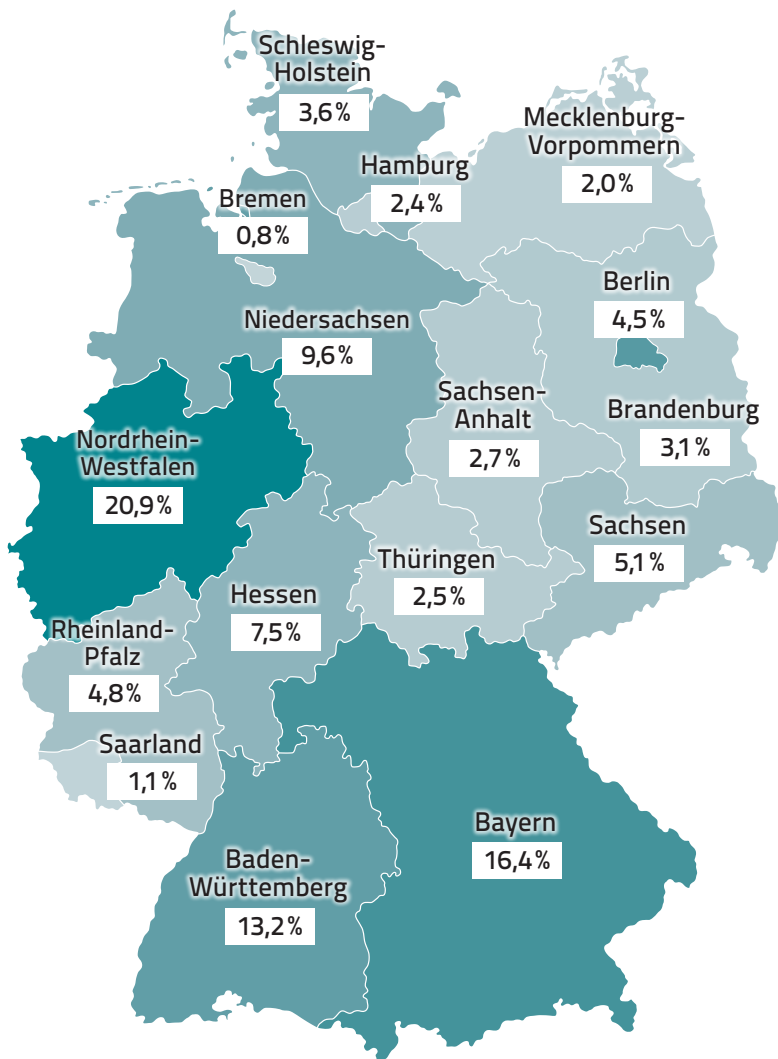 Schleswig-
Holstein
3,6%
Mecklenburg-
Vorpommern
2,0%
Hamburg
2,4%
Bremen
0,8%
Berlin
4,5%
Niedersachsen
9,6%
Sachsen-
Anhalt
2,7%
Brandenburg
3,1%
Nordrhein-
Westfalen
20,9%
Sachsen
5,1%
Thüringen
2,5%
Hessen
7,5%
Rheinland-
Pfalz
4,8%
Saarland
1,1%
Bayern
16,4%
Baden-
Württemberg
13,2%